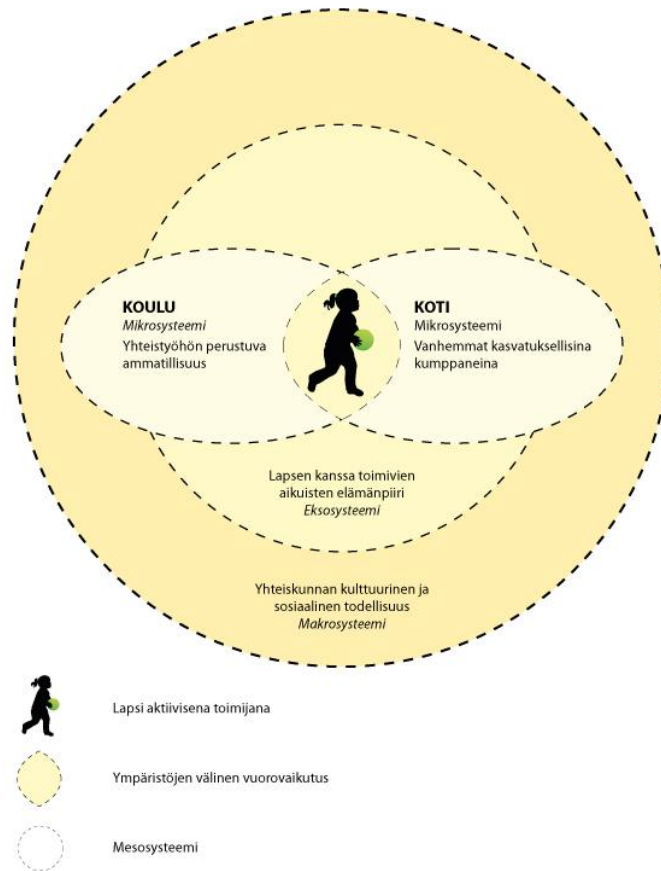 KOULU
Mikrosysteemi
Yhteistyöhön perustuva
ammatillisuus
KOTI
Mikrosysteemi
Vanhemmat kasvatuksellisina
kumppaneina
Lapsen kanssa toimivien
aikuisten elämänpiiri
Eksosysteemi
Yhteiskunnan kulttuurinen ja
sosiaalinen todellisuus
Makrosysteemi
Lapsi aktiivisena toimijana
Ympäristöjen välinen vuorovaikutus
Mesosysteemi